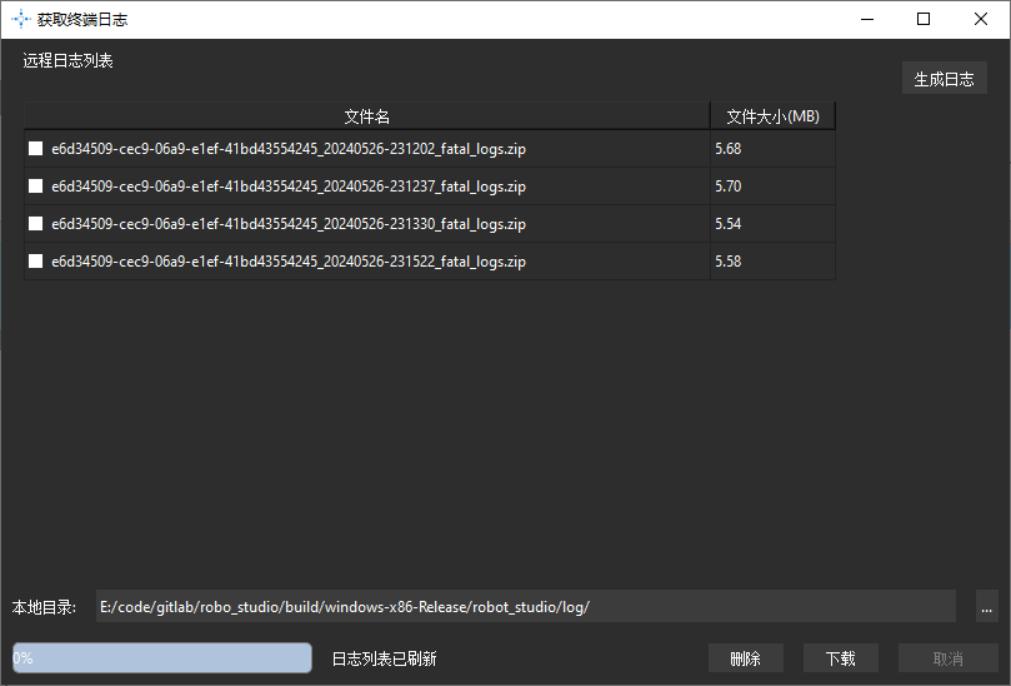 获取终端日志
远程日志列表
生成日志
文件名 文件大小(MB)
e6d34509-cec9-06a9-e1ef-41bd43554245_20240526-231202_fatal_logs.zip 5.68
e6d34509-cec9-06a9-e1ef-41bd43554245_20240526-231237_fatal_logs.zip 5.70
e6d34509-cec9-06a9-e1ef-41bd43554245_20240526-231330_fatal_logs.zip 5.54
e6d34509-cec9-06a9-e1ef-41bd43554245_20240526-231522_fatal_logs.zip 5.58
本地目录: E:/code/gitlab/robo_studio/build/windows-x86-Release/robot_studio/log/ ...
0% 日志列表已刷新 删除 下载 取消